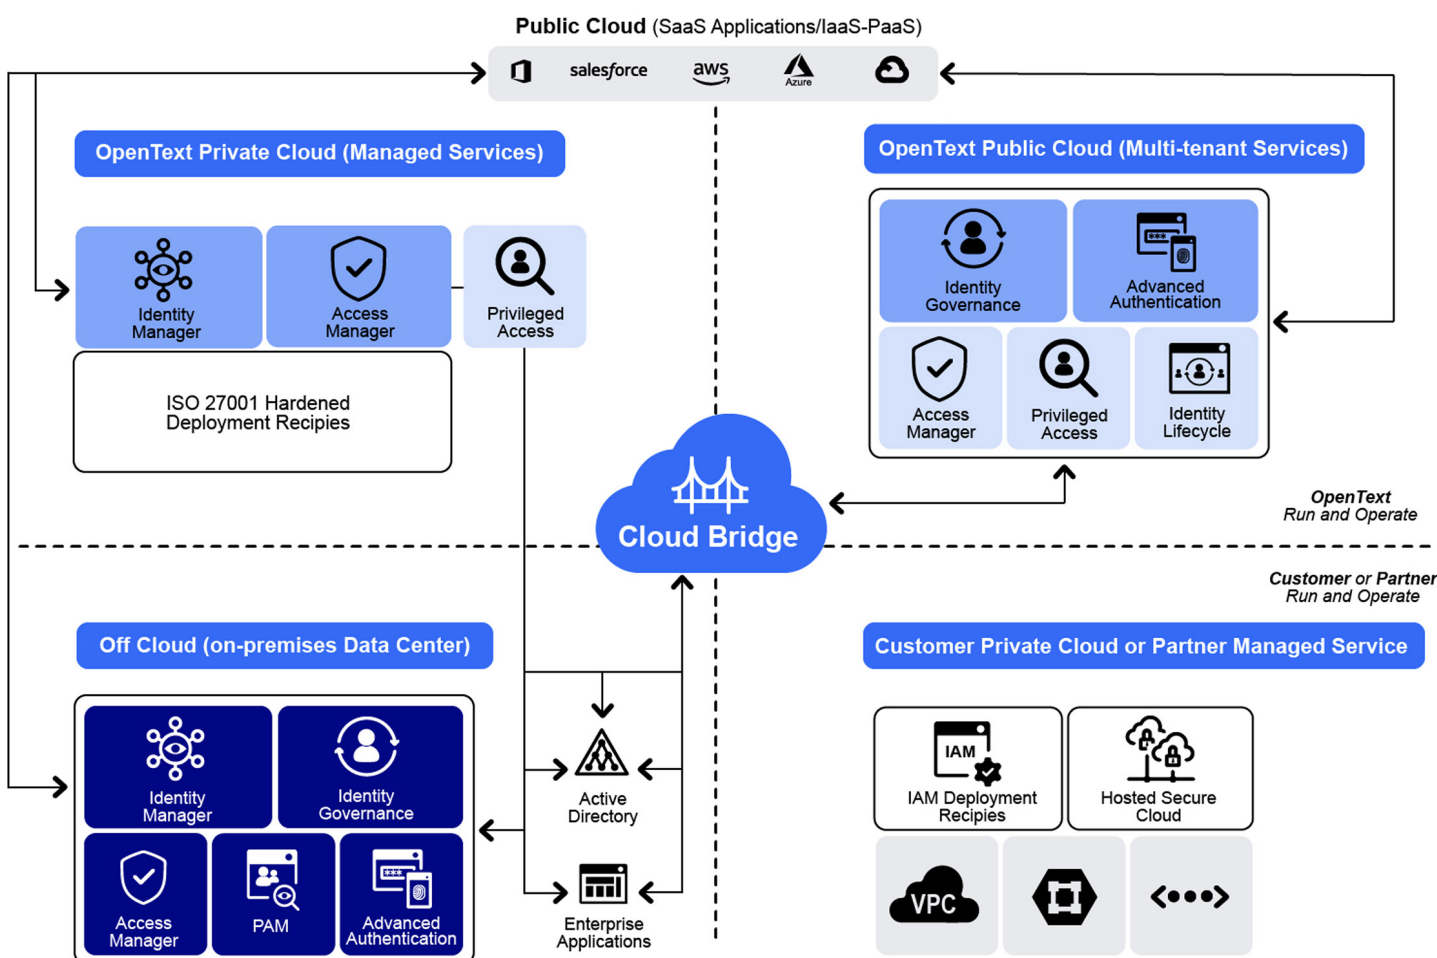 Public Cloud (SaaS Applications/IaaS-PaaS)
salesforce
aws
Azure
OpenText Private Cloud (Managed Services)
Identity
Manager
Access
Manager
Privileged
Access
ISO 27001 Hardened
Deployment Recipies
OpenText Public Cloud (Multi-tenant Services)
Identity
Governance
***
Advanced
Authentication
Access
Manager
Privileged
Access
Identity
Lifecycle
Cloud Bridge
OpenText
Run and Operate
Customer or Partner
Run and Operate
Off Cloud (on-premises Data Center)
Identity
Manager
Identity
Governance
Access
Manager
PAM
***
Advanced
Authentication
Active
Directory
Enterprise
Applications
Customer Private Cloud or Partner Managed Service
IAM
IAM Deployment
Recipies
Hosted Secure
Cloud
VPC